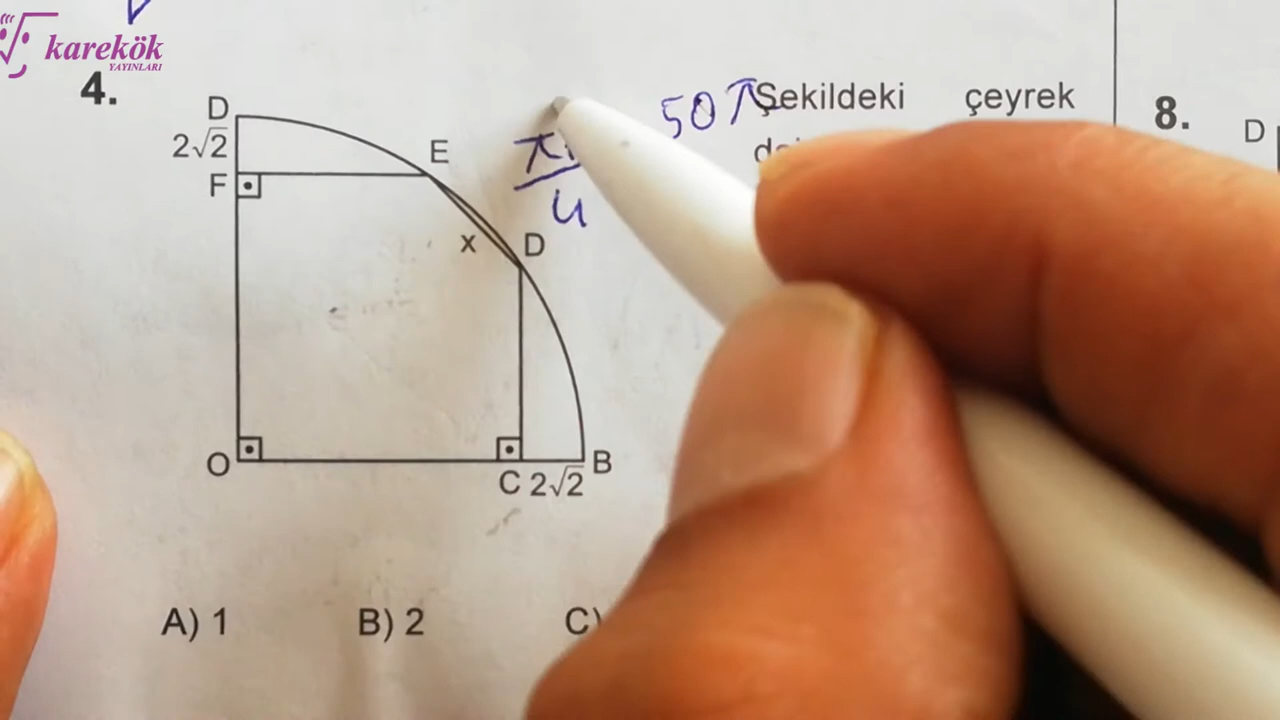 karekök
YAYINLARI
4.
D
2√2
F
E
x
D
O
C 2√2 B
π
4
50π
Şekildeki çeyrek
8.
D
A) 1 B) 2 C)